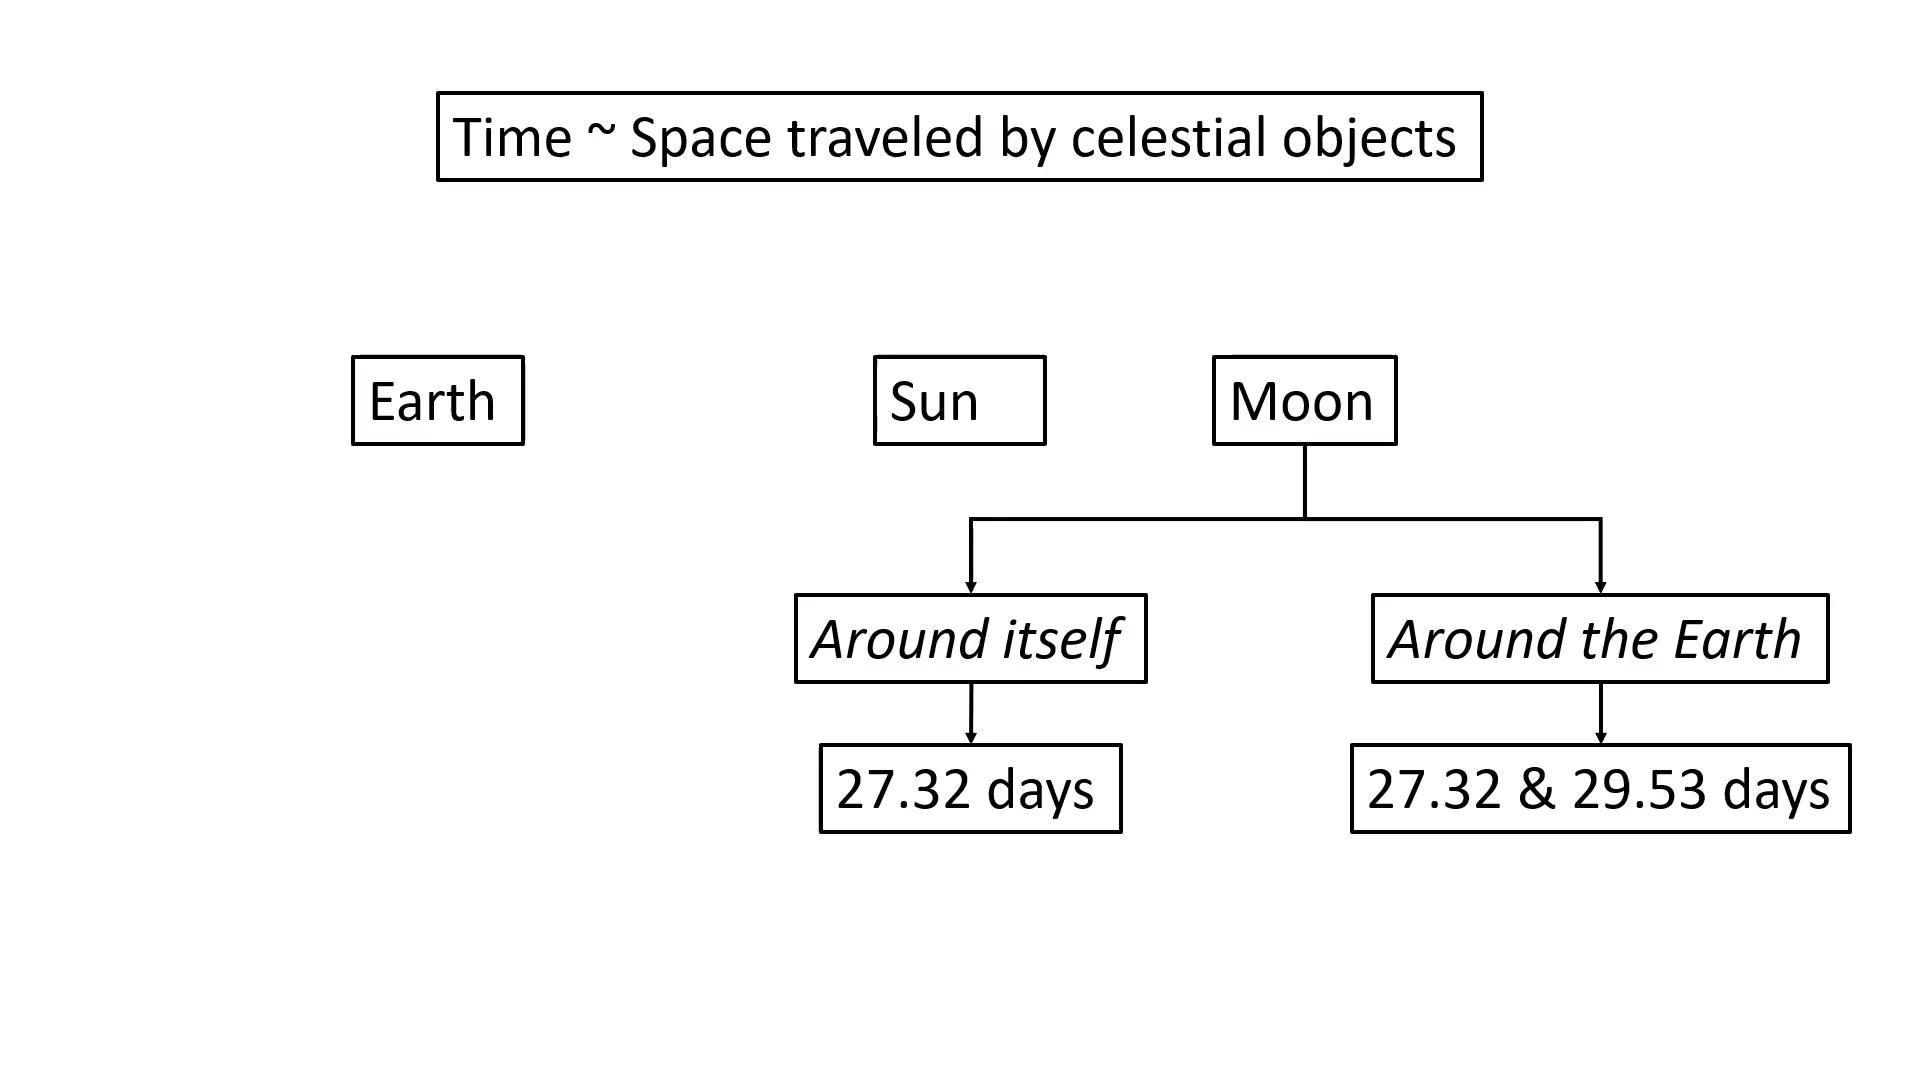 Time ~ Space traveled by celestial objects
Earth
Sun
Moon
Around itself
Around the Earth
27.32 days
27.32 & 29.53 days